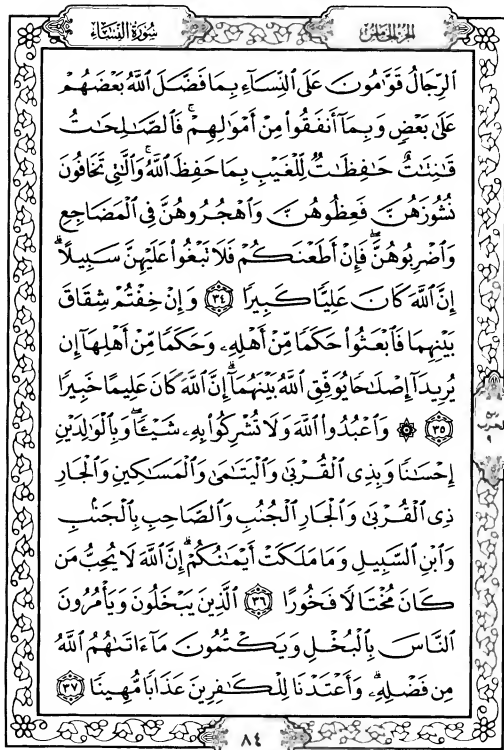 سُورَةُ النِّسَاءِ الجزء الخامس
ٱلرِّجَالُ قَوَّٰمُونَ عَلَى ٱلنِّسَآءِ بِمَا فَضَّلَ ٱللَّهُ بَعْضَهُمْ
عَلَىٰ بَعْضٍ وَبِمَآ أَنفَقُوا۟ مِنْ أَمْوَٰلِهِمْ ۚ فَٱلصَّٰلِحَٰتُ
قَٰنِتَٰتٌ حَٰفِظَٰتٌ لِّلْغَيْبِ بِمَا حَفِظَ ٱللَّهُ ۚ وَٱلَّٰتِى تَخَافُونَ
نُشُوزَهُنَّ فَعِظُوهُنَّ وَٱهْجُرُوهُنَّ فِى ٱلْمَضَاجِعِ
وَٱضْرِبُوهُنَّ ۖ فَإِنْ أَطَعْنَكُمْ فَلَا تَبْغُوا۟ عَلَيْهِنَّ سَبِيلًا ۗ
إِنَّ ٱللَّهَ كَانَ عَلِيًّا كَبِيرًا ٣٤ وَإِنْ خِفْتُمْ شِقَاقَ
بَيْنِهِمَا فَٱبْعَثُوا۟ حَكَمًا مِّنْ أَهْلِهِۦ وَحَكَمًا مِّنْ أَهْلِهَآ إِن
يُرِيدَآ إِصْلَٰحًا يُوَفِّقِ ٱللَّهُ بَيْنَهُمَآ ۗ إِنَّ ٱللَّهَ كَانَ عَلِيمًا خَبِيرًا
٣٥ ۞ وَٱعْبُدُوا۟ ٱللَّهَ وَلَا تُشْرِكُوا۟ بِهِۦ شَيْـًٔا ۖ وَبِٱلْوَٰلِدَيْنِ
إِحْسَٰنًا وَبِذِى ٱلْقُرْبَىٰ وَٱلْيَتَٰمَىٰ وَٱلْمَسَٰكِينِ وَٱلْجَارِ
ذِى ٱلْقُرْبَىٰ وَٱلْجَارِ ٱلْجُنُبِ وَٱلصَّاحِبِ بِٱلْجَنۢبِ
وَٱبْنِ ٱلسَّبِيلِ وَمَا مَلَكَتْ أَيْمَٰنُكُمْ ۗ إِنَّ ٱللَّهَ لَا يُحِبُّ مَن
كَانَ مُخْتَالًا فَخُورًا ٣٦ ٱلَّذِينَ يَبْخَلُونَ وَيَأْمُرُونَ
ٱلنَّاسَ بِٱلْبُخْلِ وَيَكْتُمُونَ مَآ ءَاتَىٰهُمُ ٱللَّهُ
مِن فَضْلِهِۦ ۗ وَأَعْتَدْنَا لِلْكَٰفِرِينَ عَذَابًا مُّهِينًا ٣٧
٨٤